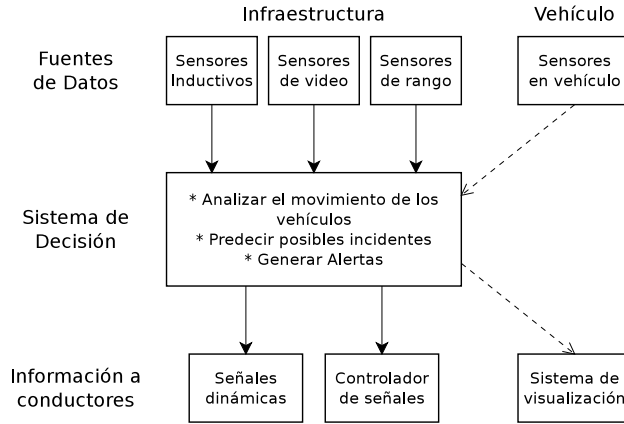 Infraestructura
Vehículo
Fuentes
de Datos
Sensores
Inductivos
Sensores
de video
Sensores
de rango
Sensores
en vehículo
Sistema de
Decisión
* Analizar el movimiento de los
vehículos
* Predecir posibles incidentes
* Generar Alertas
Información a
conductores
Señales
dinámicas
Controlador
de señales
Sistema de
visualización